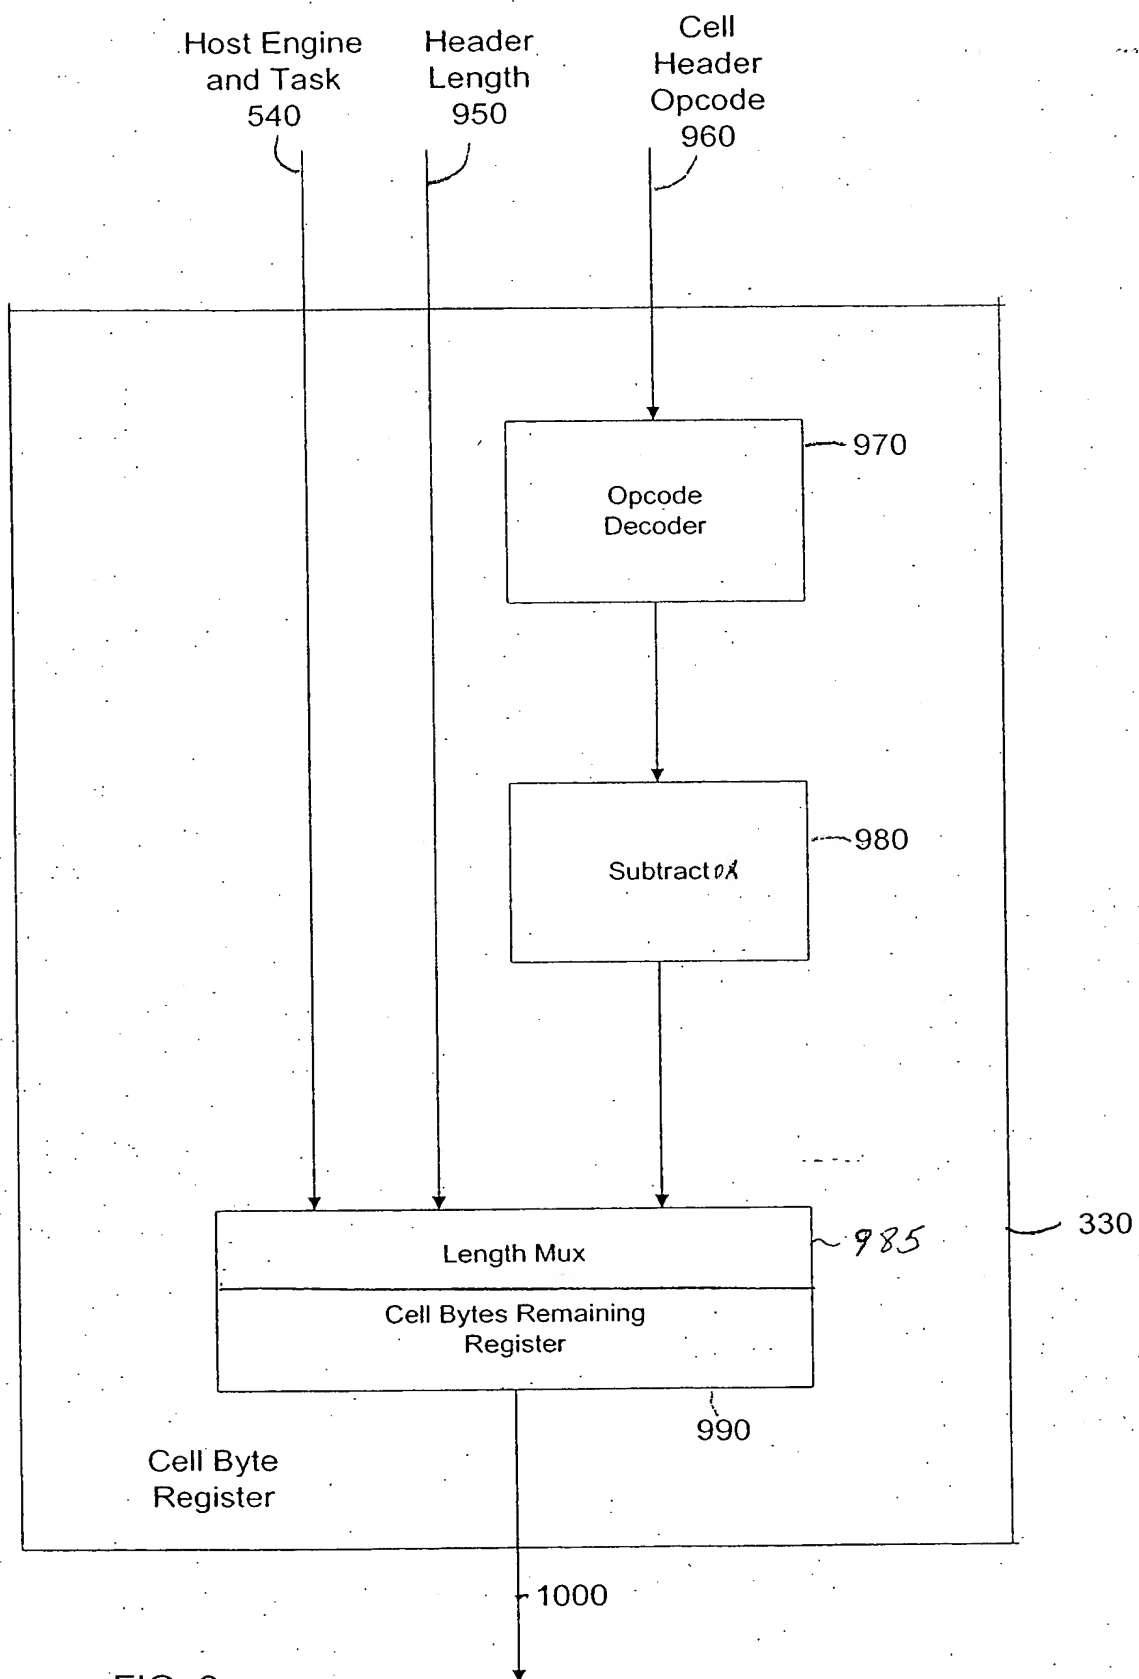 Host Engine
and Task
540
Header
Length
950
Cell
Header
Opcode
960
970
Opcode
Decoder
980
Subtractor
985
Length Mux
330
Cell Bytes Remaining
Register
990
Cell Byte
Register
1000